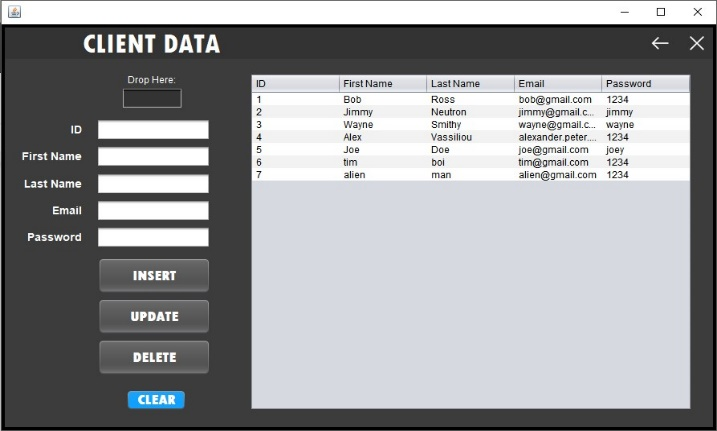 CLIENT DATA
Drop Here:
ID
First Name
Last Name
Email
Password
INSERT
UPDATE
DELETE
CLEAR
ID First Name Last Name Email Password
1 Bob Ross bob@gmail.com 1234
2 Jimmy Neutron jimmy@gmail.c... jimmy
3 Wayne Smithy wayne@gmail.c... wayne
4 Alex Vassiliou alexander.peter.... 1234
5 Joe Doe joe@gmail.com joey
6 tim boi tim@gmail.com 1234
7 alien man alien@gmail.com 1234